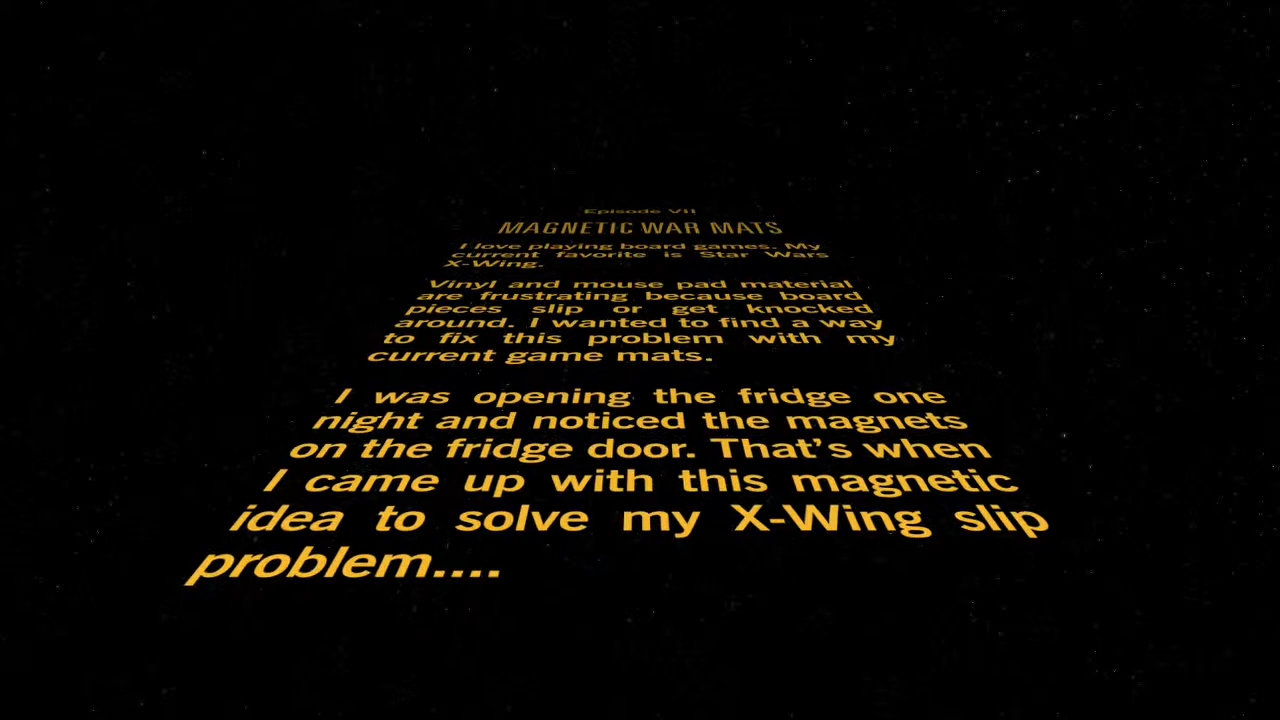 Episode VII
MAGNETIC WAR MATS
I love playing board games. My
current favorite is Star Wars
X-Wing.
Vinyl and mouse pad material
are frustrating because board
pieces slip or get knocked
around. I wanted to find a way
to fix this problem with my
current game mats.
I was opening the fridge one
night and noticed the magnets
on the fridge door. That's when
I came up with this magnetic
idea to solve my X-Wing slip
problem....